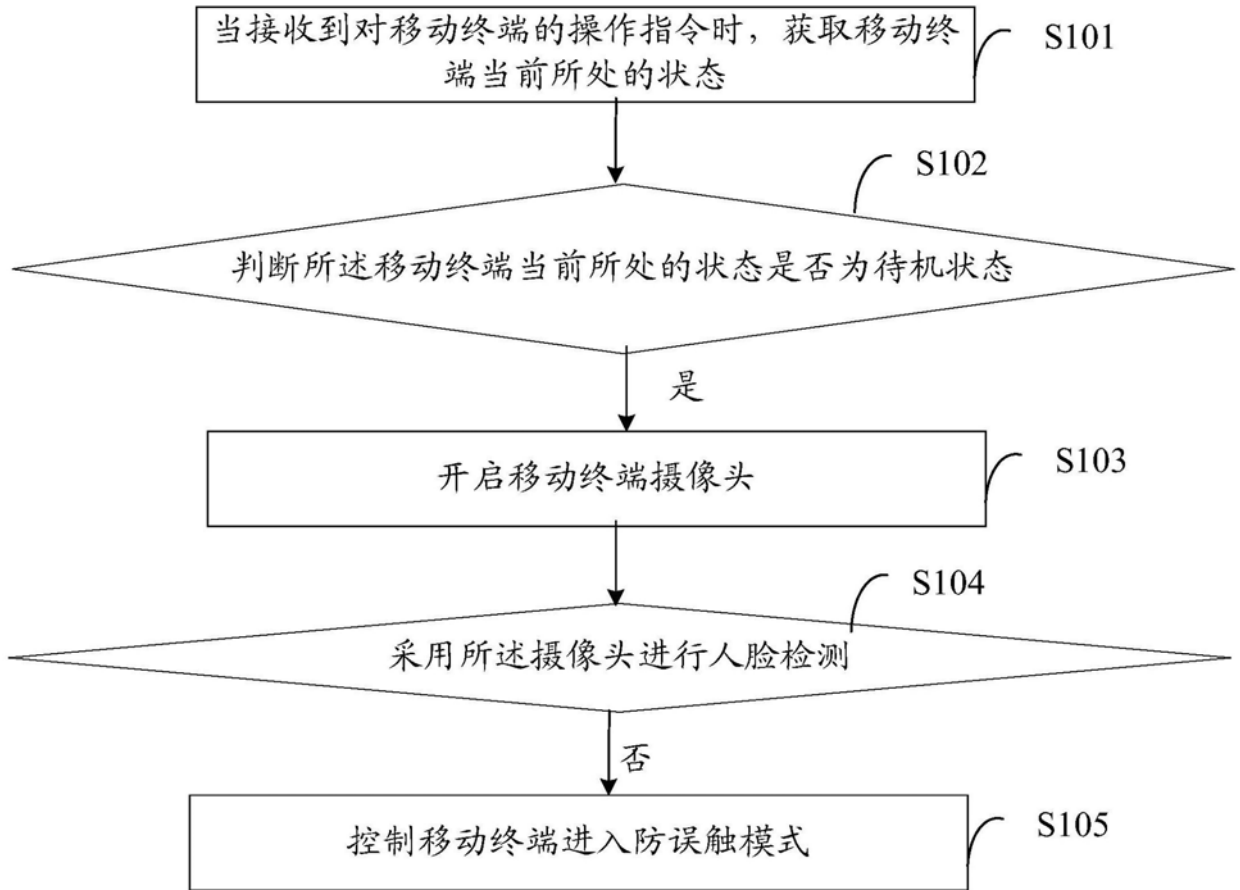 当接收到对移动终端的操作指令时，获取移动终
端当前所处的状态
S101
S102
判断所述移动终端当前所处的状态是否为待机状态
是
开启移动终端摄像头
S103
S104
采用所述摄像头进行人脸检测
否
控制移动终端进入防误触模式
S105